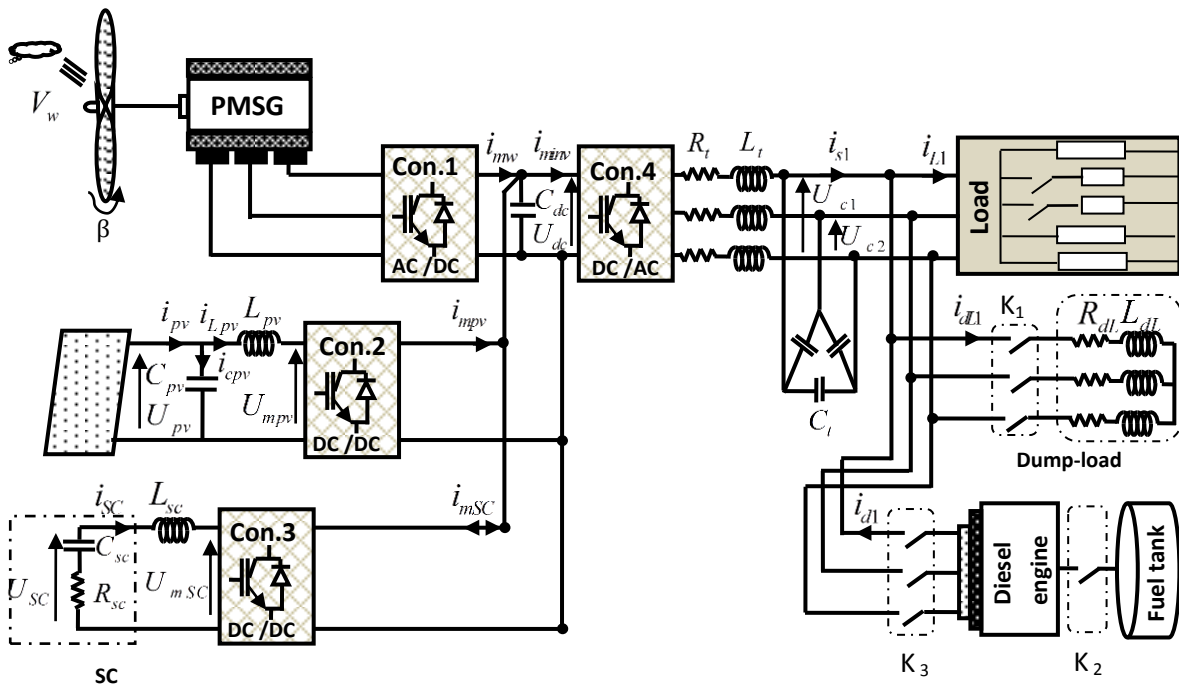 V_w
PMSG
β
Con.1
AC /DC
i_mw
i_minv
C_dc
U_dc
Con.4
DC /AC
R_t
L_t
i_s1
i_L1
U_c1
U_c2
C_t
Load
i_pv
i_Lpv
L_pv
i_cpv
C_pv
U_pv
U_mpv
Con.2
DC /DC
i_mpv
i_dL1
K_1
R_dL
L_dL
Dump-load
i_SC
L_sc
C_sc
U_SC
R_sc
U_mSC
Con.3
DC /DC
i_mSC
SC
i_d1
K_3
Diesel engine
K_2
Fuel tank